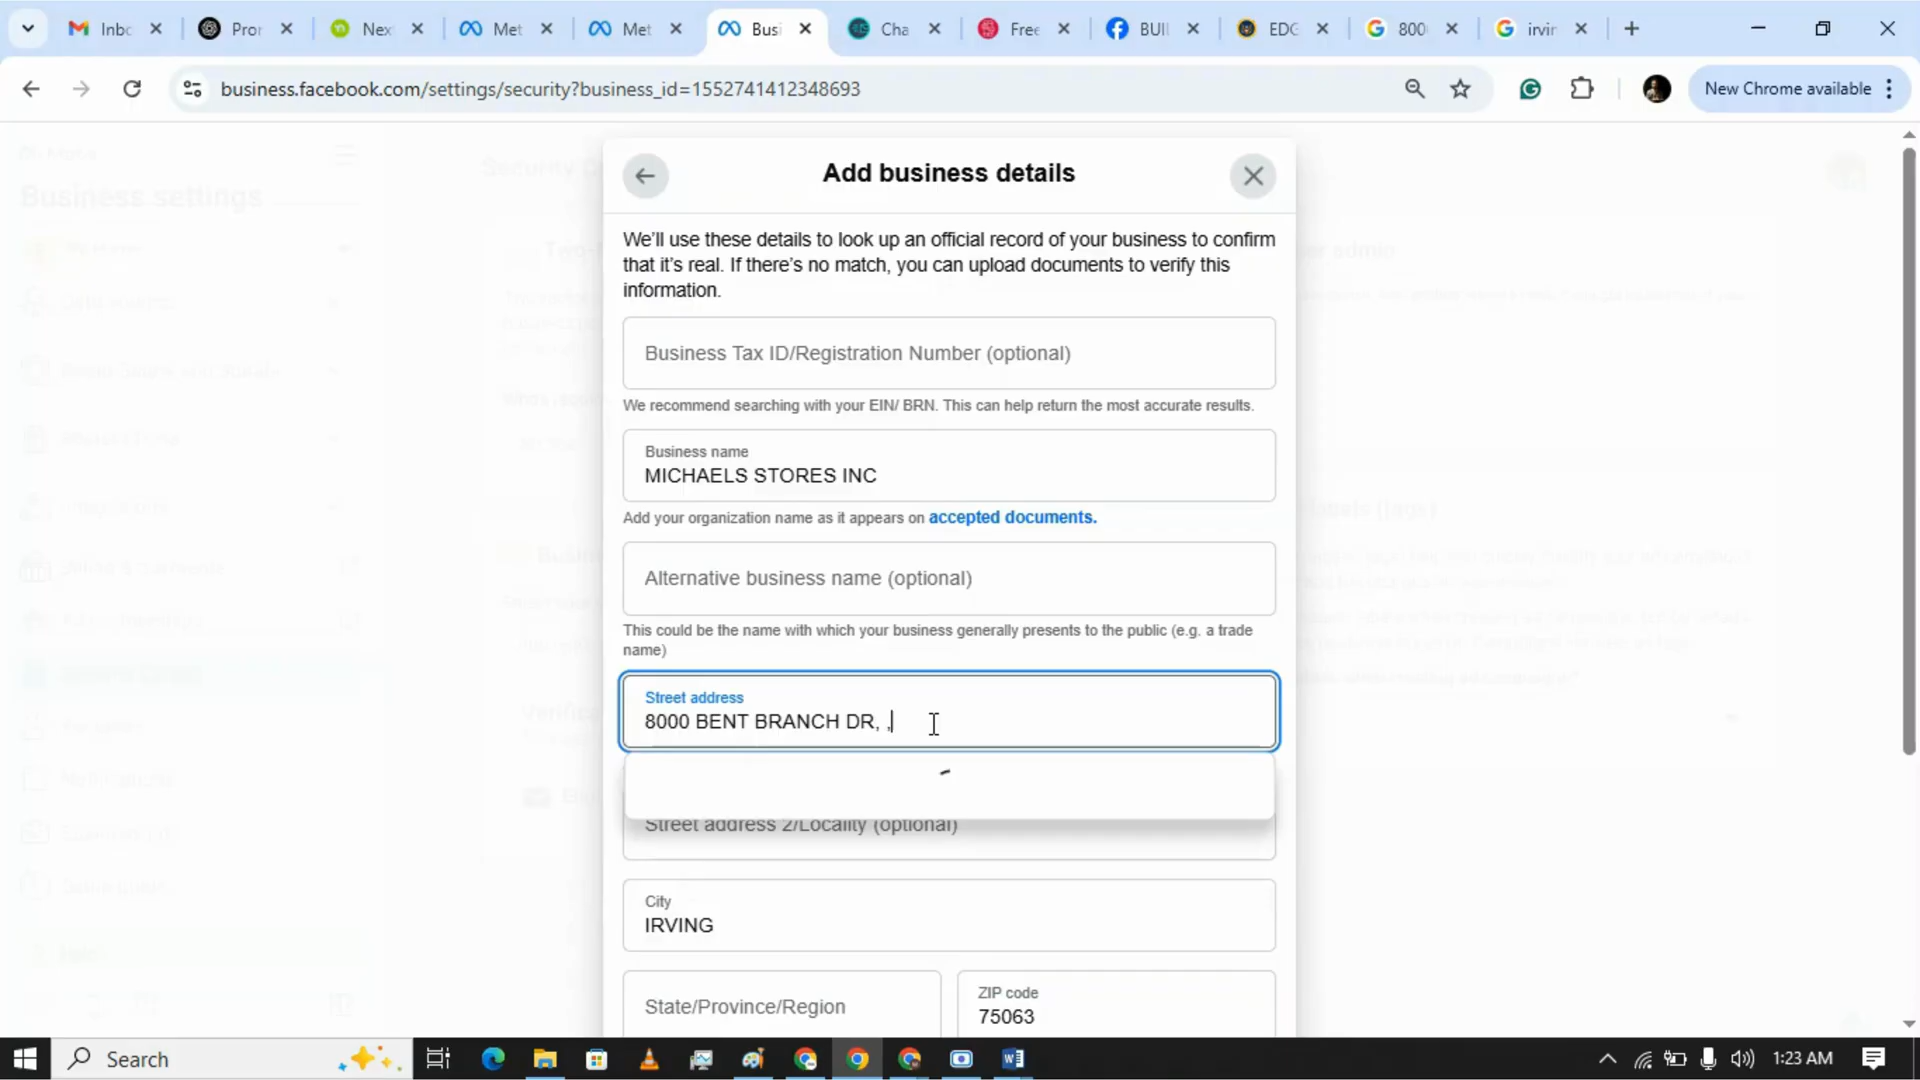 Inbc
Pror
Nex
Met
Met
Busi
Cha
Free
BUII
EDG
800
irvir
business.facebook.com/settings/security?business_id=1552741412348693
New Chrome available
Business settings
Add business details
We'll use these details to look up an official record of your business to confirm
that it's real. If there's no match, you can upload documents to verify this
information.
Business Tax ID/Registration Number (optional)
We recommend searching with your EIN/ BRN. This can help return the most accurate results.
Business name
MICHAELS STORES INC
Add your organization name as it appears on accepted documents.
Alternative business name (optional)
This could be the name with which your business generally presents to the public (e.g. a trade
name)
Street address
8000 BENT BRANCH DR, ,
Street address 2/Locality (optional)
City
IRVING
State/Province/Region
ZIP code
75063
Search
1:23 AM